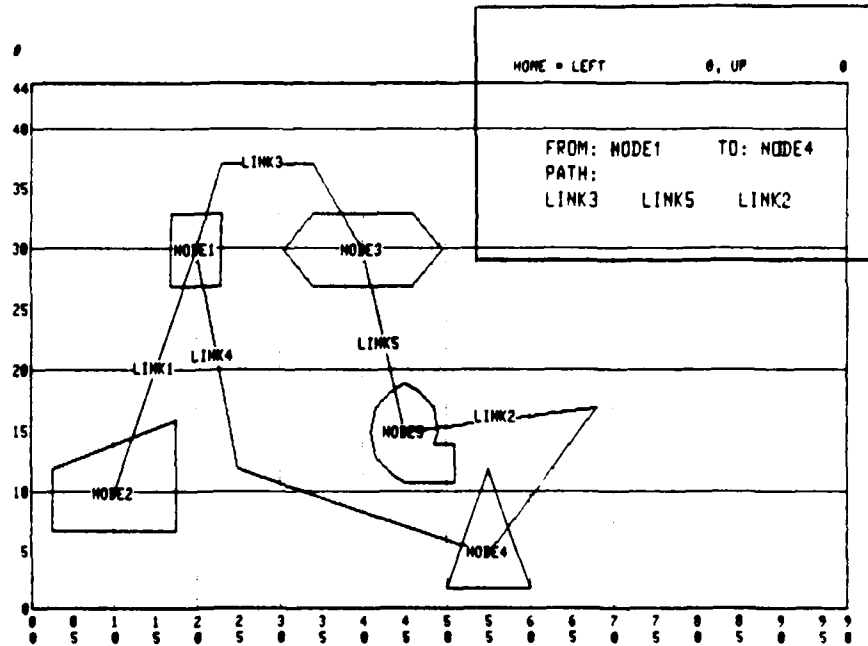 0
HOME = LEFT 0, UP 0
44
40
FROM: NODE1 TO: NODE4
PATH:
LINK3 LINK5 LINK2
LINK3
35
NODE1 NODE3
30
25
LINK1 LINK4 LINK5
20
15
NODE5 LINK2
10
NODE2
5
NODE4
0
0 0 1 1 2 2 3 3 4 4 5 5 6 6 7 7 8 8 9
0 5 0 5 0 5 0 5 0 5 0 5 0 5 0 5 0 5 0